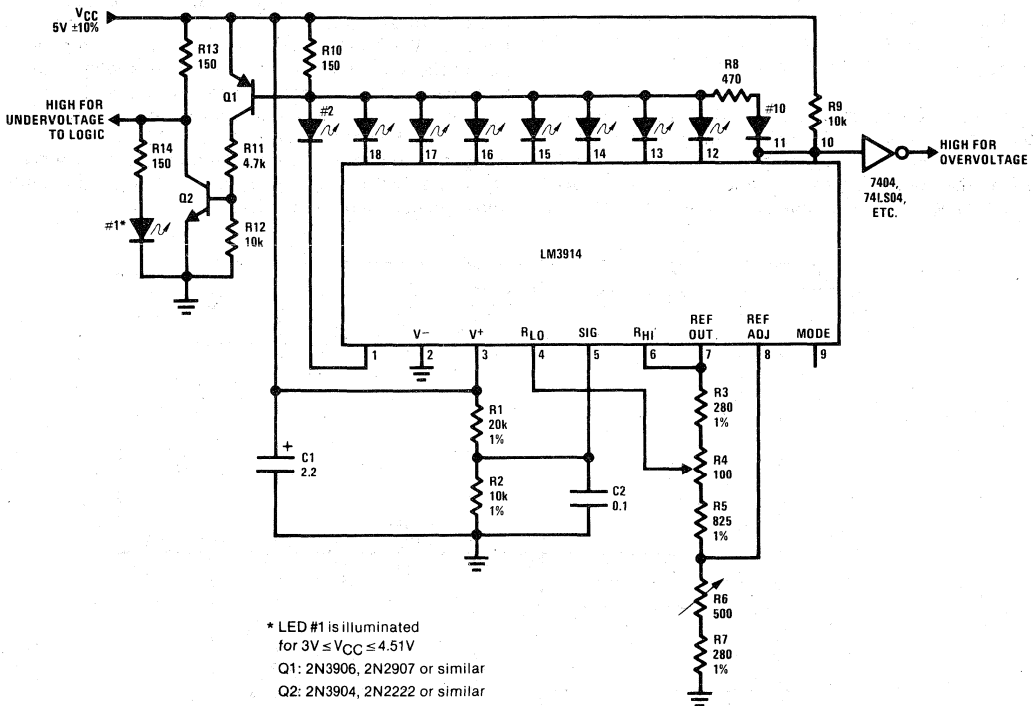 VCC
5V ±10%
R13
150
R10
150
R8
470
Q1
#2
#10
R9
10k
HIGH FOR
UNDERVOLTAGE
TO LOGIC
R14
150
R11
4.7k
18
17
16
15
14
13
12
11
10
HIGH FOR
OVERVOLTAGE
7404,
74LS04,
ETC.
Q2
#1*
R12
10k
LM3914
V−
V+
RLO
SIG
RHI
REF
OUT
REF
ADJ
MODE
1
2
3
4
5
6
7
8
9
R1
20k
1%
R3
280
1%
+
C1
2.2
R2
10k
1%
C2
0.1
R4
100
R5
825
1%
R6
500
R7
280
1%
* LED #1 is illuminated
for 3V ≤ VCC ≤ 4.51V
Q1: 2N3906, 2N2907 or similar
Q2: 2N3904, 2N2222 or similar